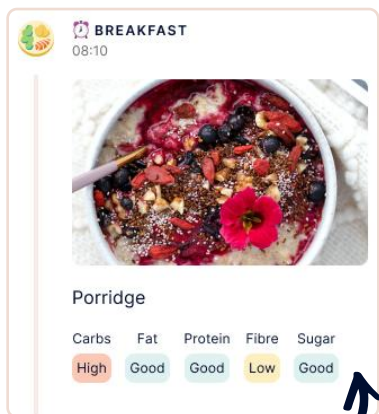 BREAKFAST
08:10
Porridge
Carbs Fat Protein Fibre Sugar
High Good Good Low Good